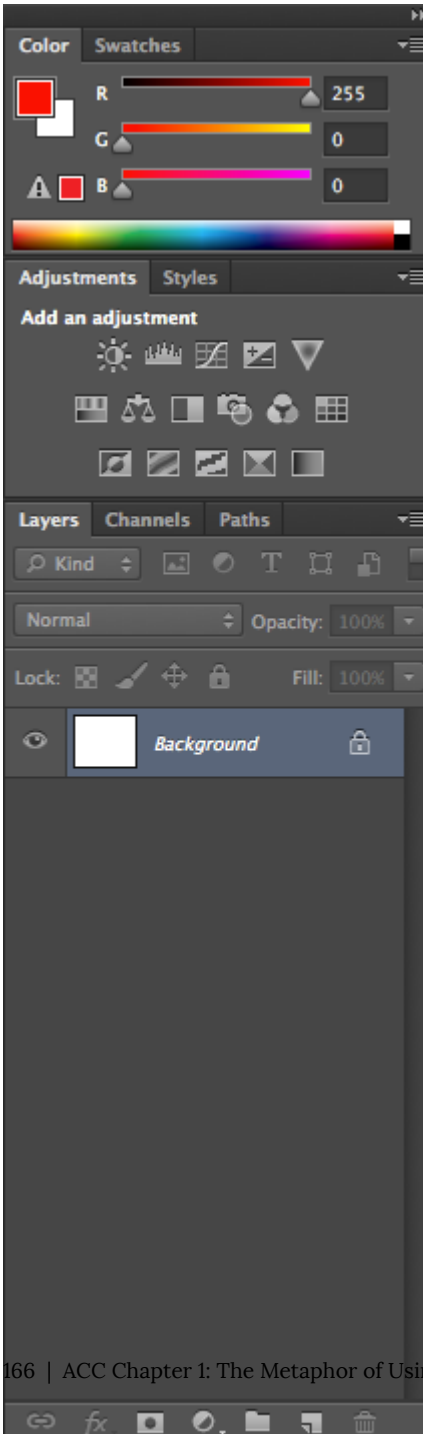 Color Swatches
R 255
G 0
B 0
Adjustments Styles
Add an adjustment
Layers Channels Paths
Kind T
Normal Opacity: 100%
Lock: Fill: 100%
Background
166 | ACC Chapter 1: The Metaphor of Usi
fx